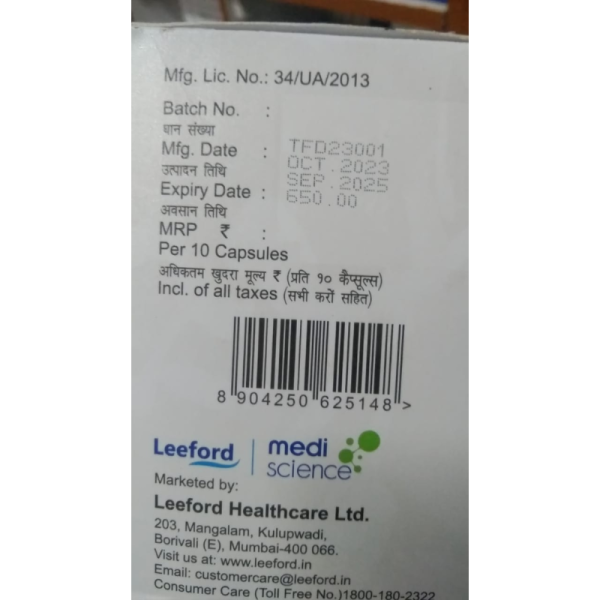 Mfg. Lic. No.: 34/UA/2013
Batch No. :
घान संख्या
Mfg. Date : TFD23001
उत्पादन तिथि OCT . 2023
Expiry Date : SEP . 2025
अवसान तिथि 650.00
MRP ₹ :
Per 10 Capsules
अधिकतम खुदरा मूल्य ₹ (प्रति १० कैप्सूल्स)
Incl. of all taxes (सभी करों सहित)
8 904250 625148 >
Leeford | medi science
Marketed by:
Leeford Healthcare Ltd.
203, Mangalam, Kulupwadi,
Borivali (E), Mumbai-400 066.
Visit us at: www.leeford.in
Email: customercare@leeford.in
Consumer Care (Toll Free No.)1800-180-2322